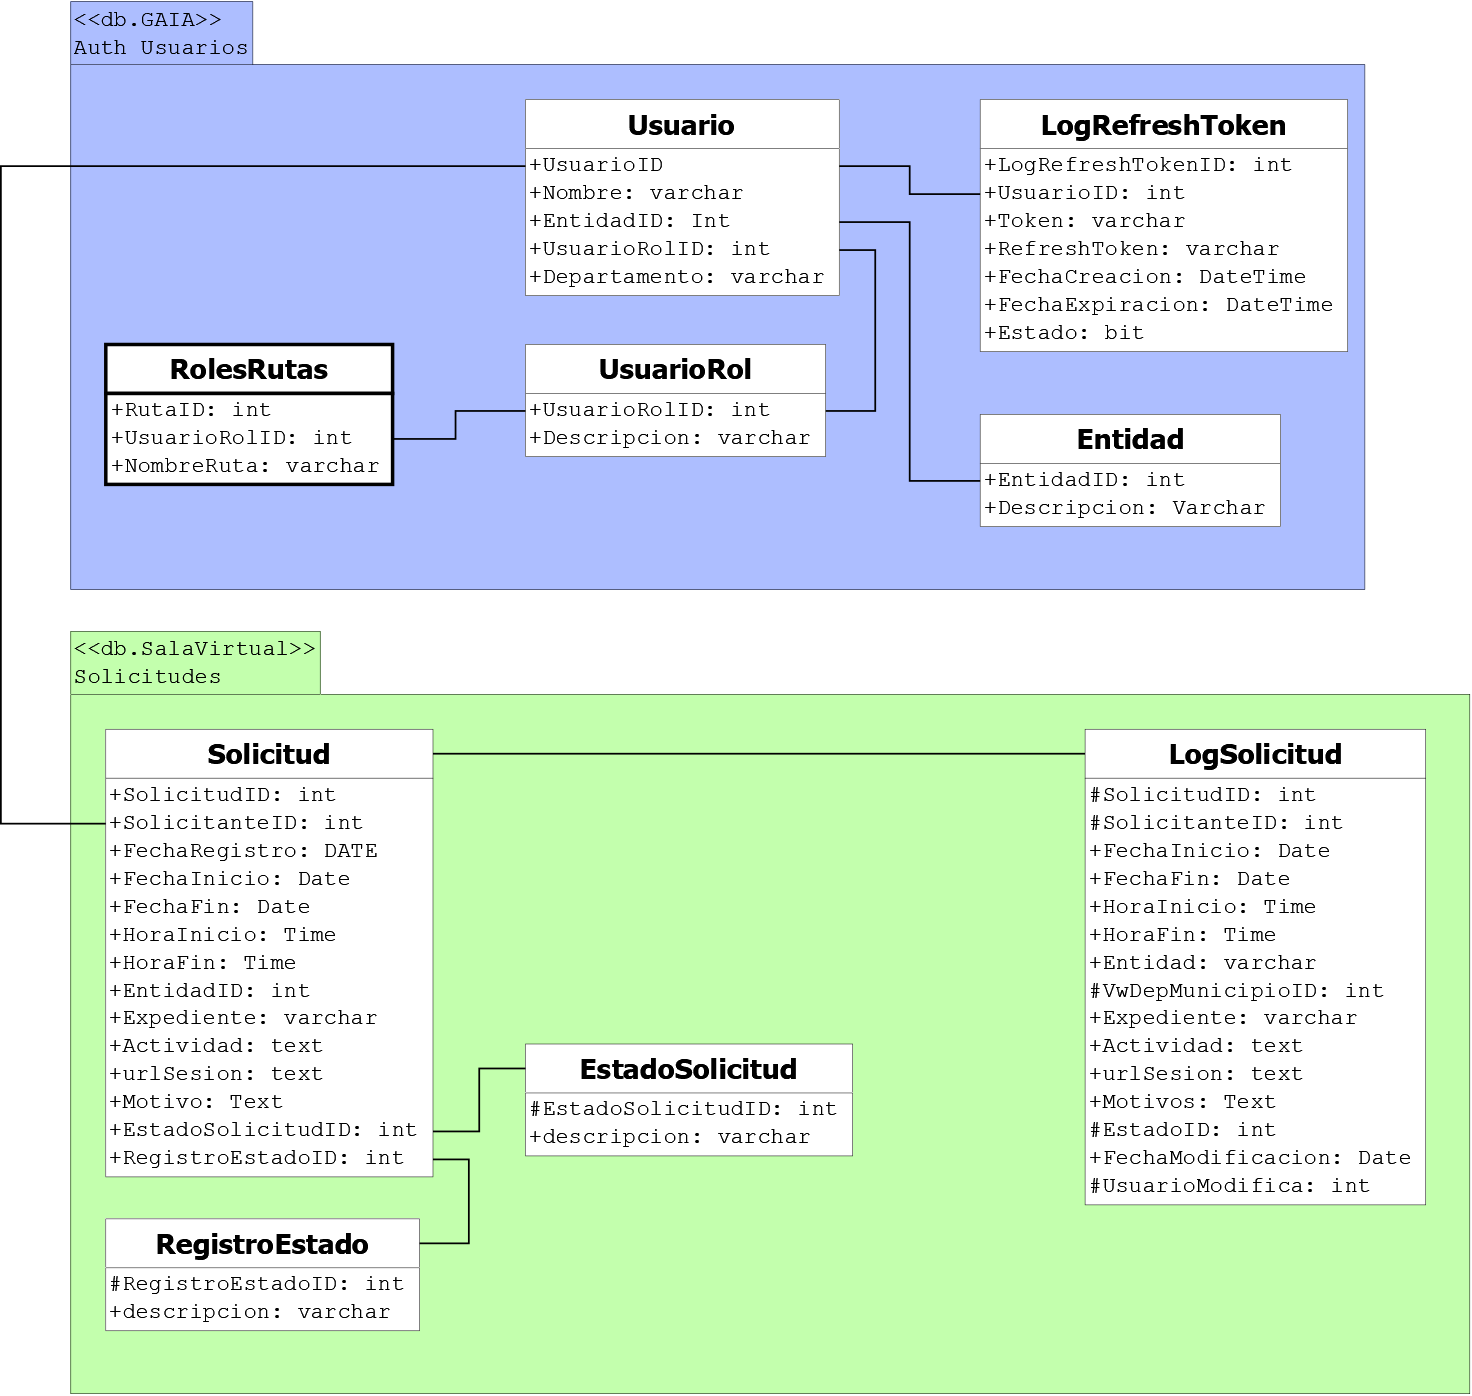 <<db.GAIA>>
Auth Usuarios
Usuario
+UsuarioID
+Nombre: varchar
+EntidadID: Int
+UsuarioRolID: int
+Departamento: varchar
LogRefreshToken
+LogRefreshTokenID: int
+UsuarioID: int
+Token: varchar
+RefreshToken: varchar
+FechaCreacion: DateTime
+FechaExpiracion: DateTime
+Estado: bit
RolesRutas
+RutaID: int
+UsuarioRolID: int
+NombreRuta: varchar
UsuarioRol
+UsuarioRolID: int
+Descripcion: varchar
Entidad
+EntidadID: int
+Descripcion: Varchar
<<db.SalaVirtual>>
Solicitudes
Solicitud
+SolicitudID: int
+SolicitanteID: int
+FechaRegistro: DATE
+FechaInicio: Date
+FechaFin: Date
+HoraInicio: Time
+HoraFin: Time
+EntidadID: int
+Expediente: varchar
+Actividad: text
+urlSesion: text
+Motivo: Text
+EstadoSolicitudID: int
+RegistroEstadoID: int
LogSolicitud
#SolicitudID: int
#SolicitanteID: int
+FechaInicio: Date
+FechaFin: Date
+HoraInicio: Time
+HoraFin: Time
+Entidad: varchar
#VwDepMunicipioID: int
+Expediente: varchar
+Actividad: text
+urlSesion: text
+Motivos: Text
#EstadoID: int
+FechaModificacion: Date
#UsuarioModifica: int
EstadoSolicitud
#EstadoSolicitudID: int
+descripcion: varchar
RegistroEstado
#RegistroEstadoID: int
+descripcion: varchar